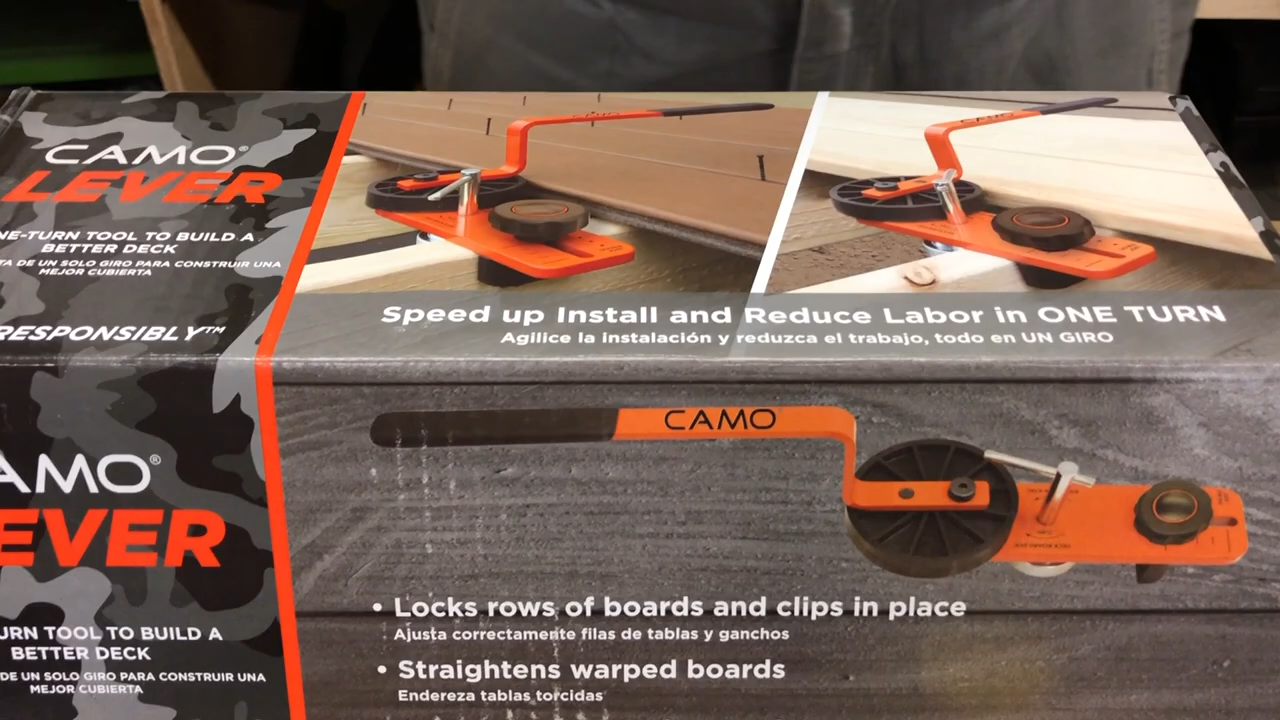 CAMO®
LEVER
NE-TURN TOOL TO BUILD A
BETTER DECK
TA DE UN SOLO GIRO PARA CONSTRUIR UNA
MEJOR CUBIERTA
RESPONSIBLY™
CAMO
Speed up Install and Reduce Labor in ONE TURN
Agilice la instalación y reduzca el trabajo, todo en UN GIRO
AMO®
EVER
URN TOOL TO BUILD A
BETTER DECK
DE UN SOLO GIRO PARA CONSTRUIR UNA
MEJOR CUBIERTA
CAMO
• Locks rows of boards and clips in place
Ajusta correctamente filas de tablas y ganchos
• Straightens warped boards
Endereza tablas torcidas